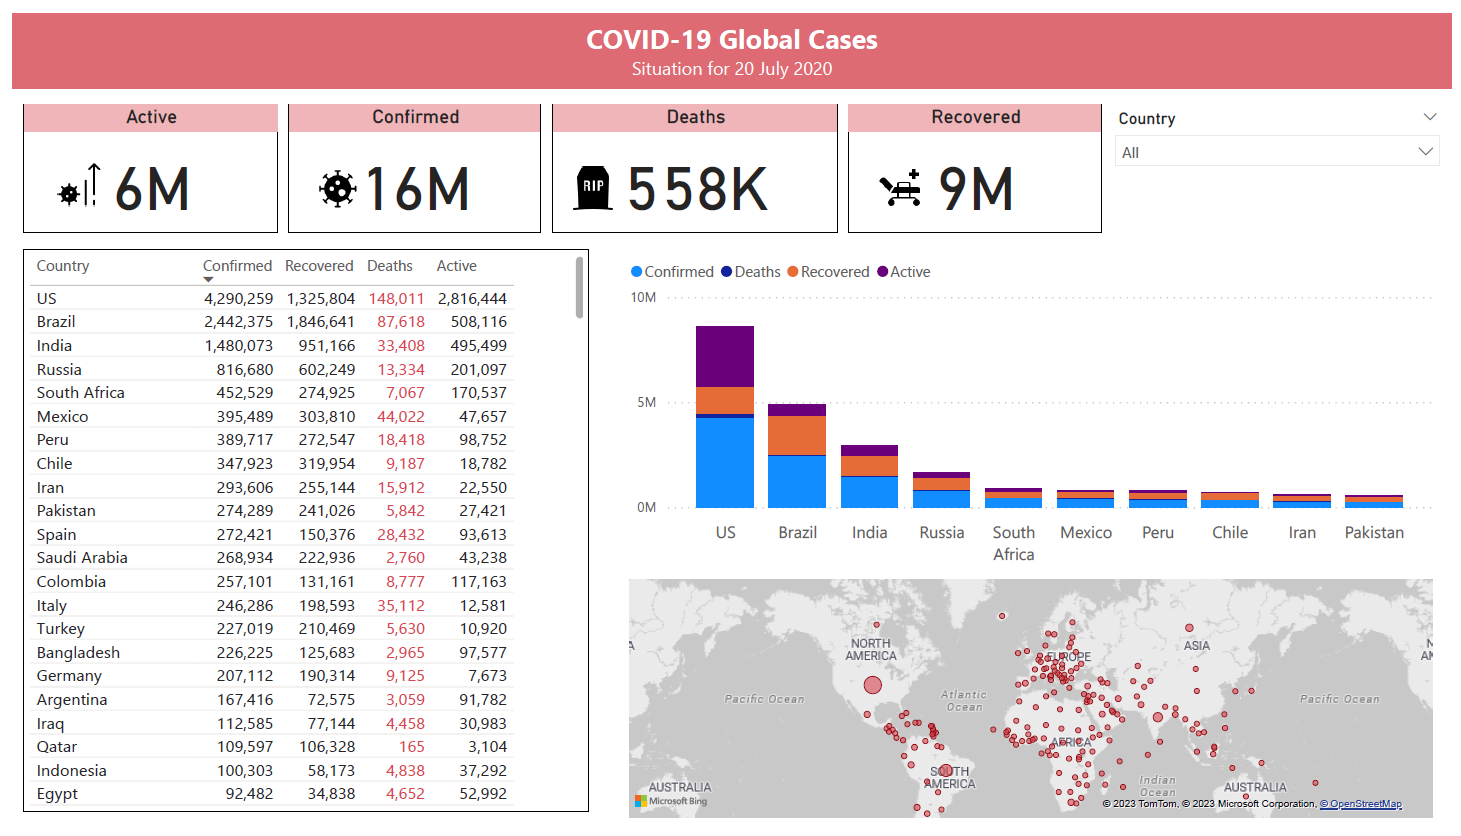 COVID-19 Global Cases
Situation for 20 July 2020
Active
Confirmed
Deaths
Recovered
Country
All
6M
16M
RIP
558K
9M
Country Confirmed Recovered Deaths Active
US 4,290,259 1,325,804 148,011 2,816,444
Brazil 2,442,375 1,846,641 87,618 508,116
India 1,480,073 951,166 33,408 495,499
Russia 816,680 602,249 13,334 201,097
South Africa 452,529 274,925 7,067 170,537
Mexico 395,489 303,810 44,022 47,657
Peru 389,717 272,547 18,418 98,752
Chile 347,923 319,954 9,187 18,782
Iran 293,606 255,144 15,912 22,550
Pakistan 274,289 241,026 5,842 27,421
Spain 272,421 150,376 28,432 93,613
Saudi Arabia 268,934 222,936 2,760 43,238
Colombia 257,101 131,161 8,777 117,163
Italy 246,286 198,593 35,112 12,581
Turkey 227,019 210,469 5,630 10,920
Bangladesh 226,225 125,683 2,965 97,577
Germany 207,112 190,314 9,125 7,673
Argentina 167,416 72,575 3,059 91,782
Iraq 112,585 77,144 4,458 30,983
Qatar 109,597 106,328 165 3,104
Indonesia 100,303 58,173 4,838 37,292
Egypt 92,482 34,838 4,652 52,992
Confirmed Deaths Recovered Active
10M
5M
0M
US Brazil India Russia South Africa Mexico Peru Chile Iran Pakistan
NORTH
AMERICA
EUROPE
ASIA
Pacific Ocean
Atlantic
Ocean
Pacific Ocean
AFRICA
SOUTH
AMERICA
Indian
Ocean
AUSTRALIA
AUSTRALIA
Microsoft Bing
© 2023 TomTom, © 2023 Microsoft Corporation, © OpenStreetMap